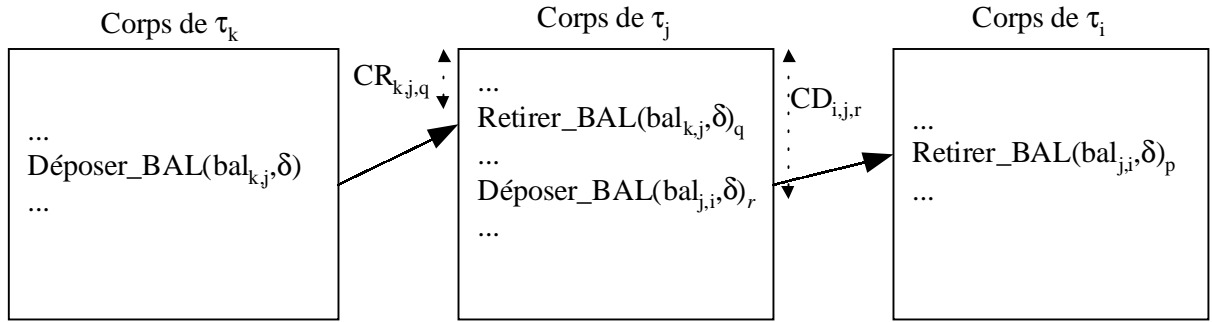 Corps de τk
Corps de τj
Corps de τi
...
Déposer_BAL(balk,j,δ)
...
CRk,j,q
...
Retirer_BAL(balk,j,δ)q
...
Déposer_BAL(balj,i,δ)r
...
CDi,j,r
...
Retirer_BAL(balj,i,δ)p
...